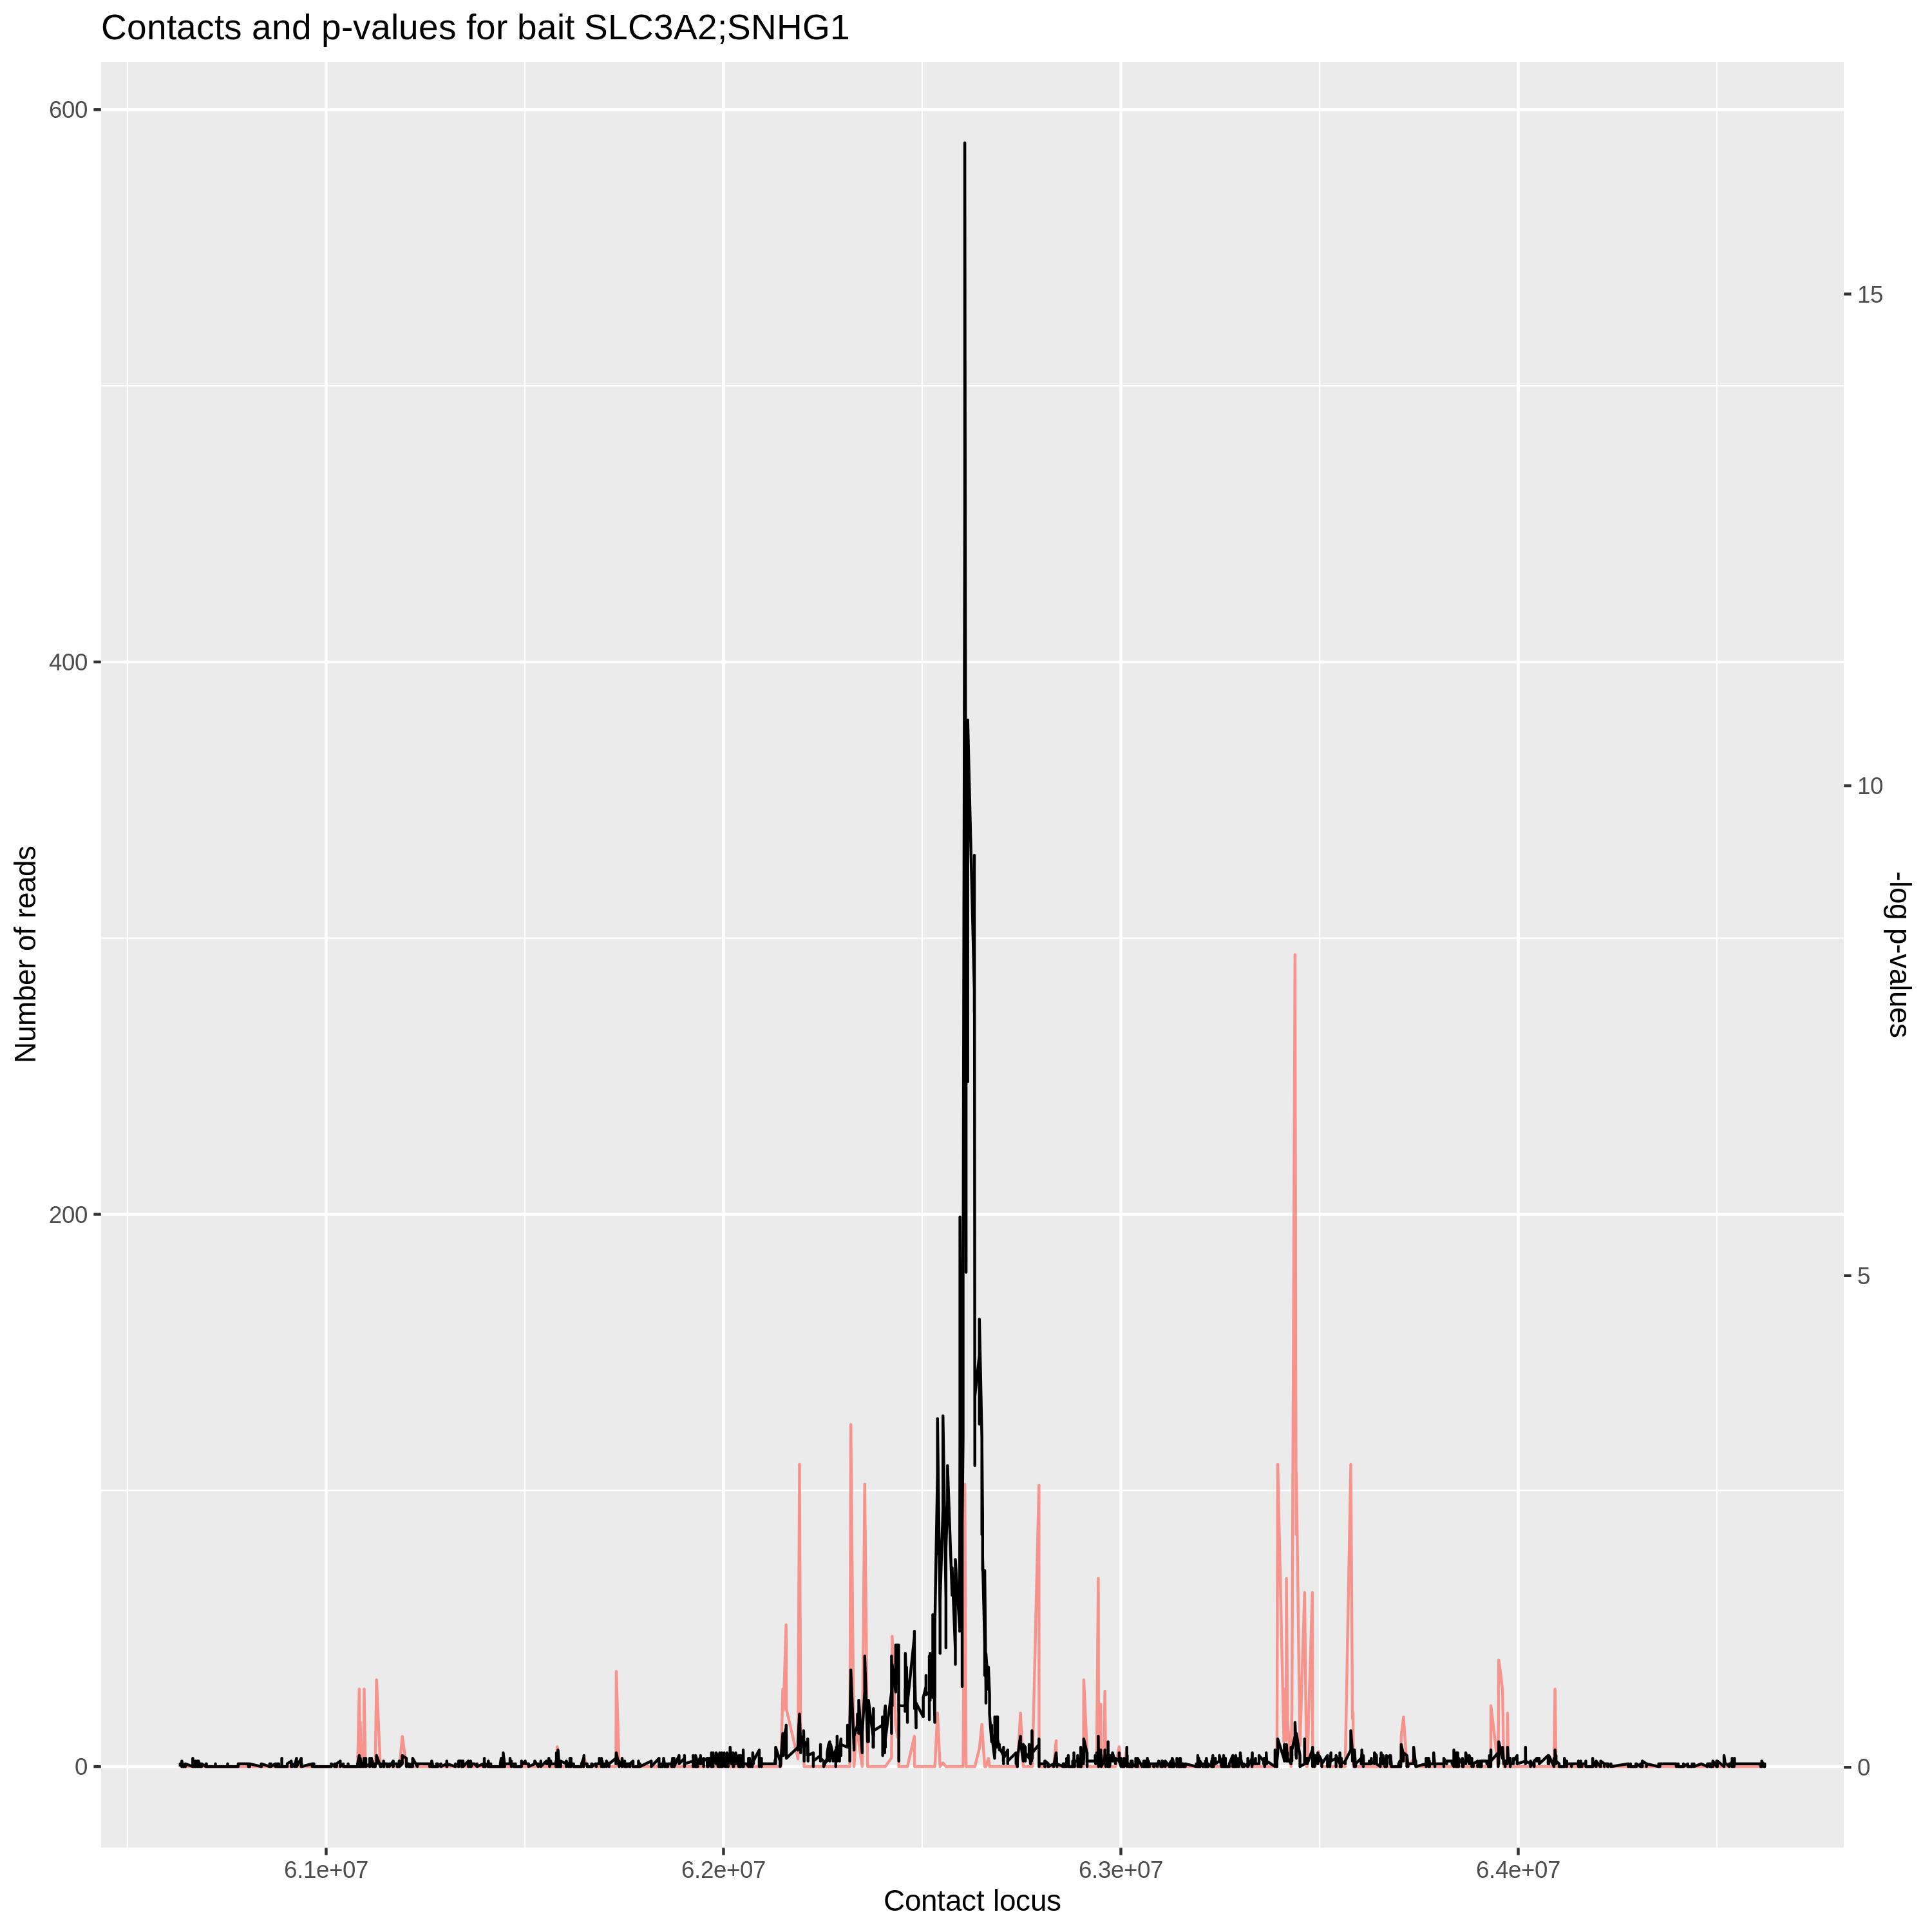 Contacts and p-values for bait SLC3A2;SNHG1
600
400
200
0
Number of reads
15
10
5
0
-log p-values
6.1e+07
6.2e+07
6.3e+07
6.4e+07
Contact locus